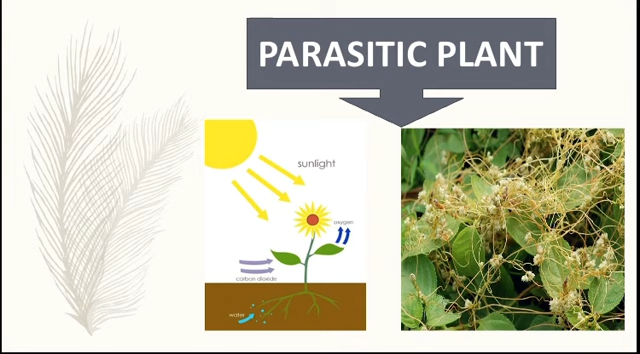 PARASITIC PLANT
sunlight
oxygen
carbon dioxide
water